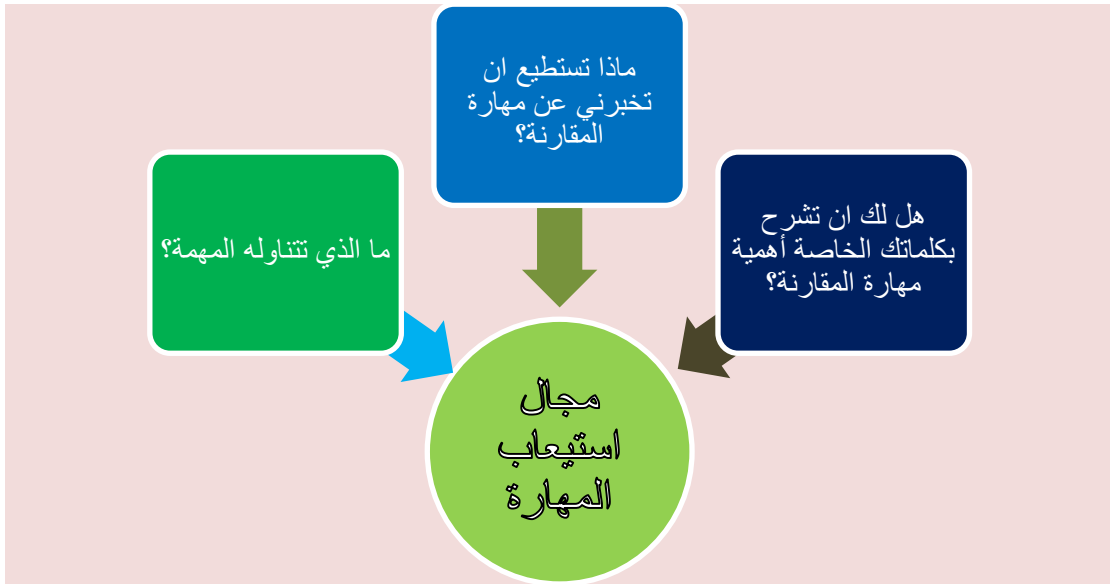 ماذا تستطيع ان
تخبرني عن مهارة
المقارنة؟
هل لك ان تشرح
بكلماتك الخاصة أهمية
مهارة المقارنة؟
ما الذي تتناوله المهمة؟
مجال
استيعاب
المهارة